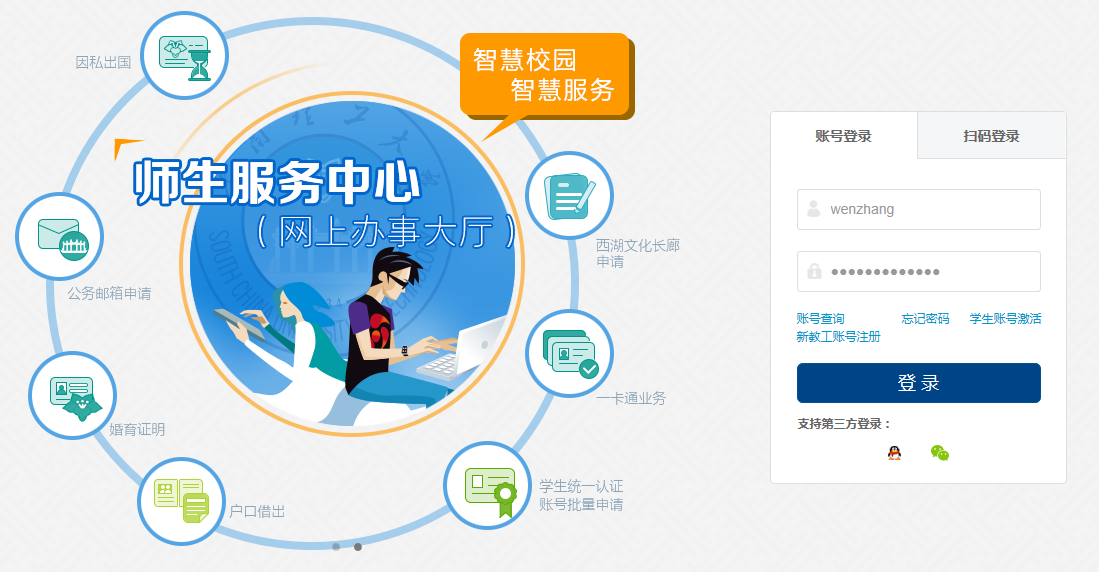 因私出国
智慧校园
智慧服务
师生服务中心
（网上办事大厅）
SOUTH CHINA
公务邮箱申请
婚育证明
户口借出
西湖文化长廊
申请
一卡通业务
学生统一认证
账号批量申请
账号登录
扫码登录
wenzhang
●●●●●●●●●●●●●
账号查询
忘记密码
学生账号激活
新教工账号注册
登 录
支持第三方登录：